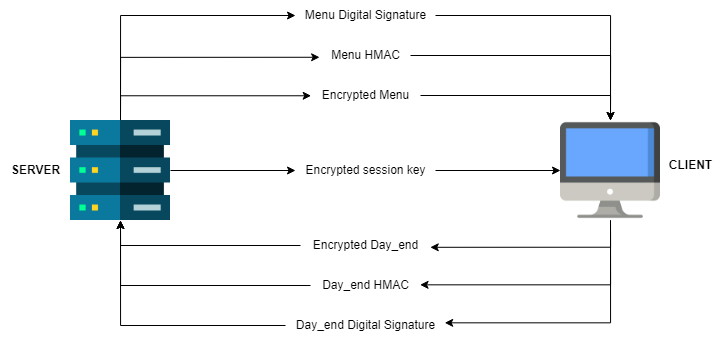 Menu Digital Signature
Menu HMAC
Encrypted Menu
SERVER
Encrypted session key
CLIENT
Encrypted Day_end
Day_end HMAC
Day_end Digital Signature